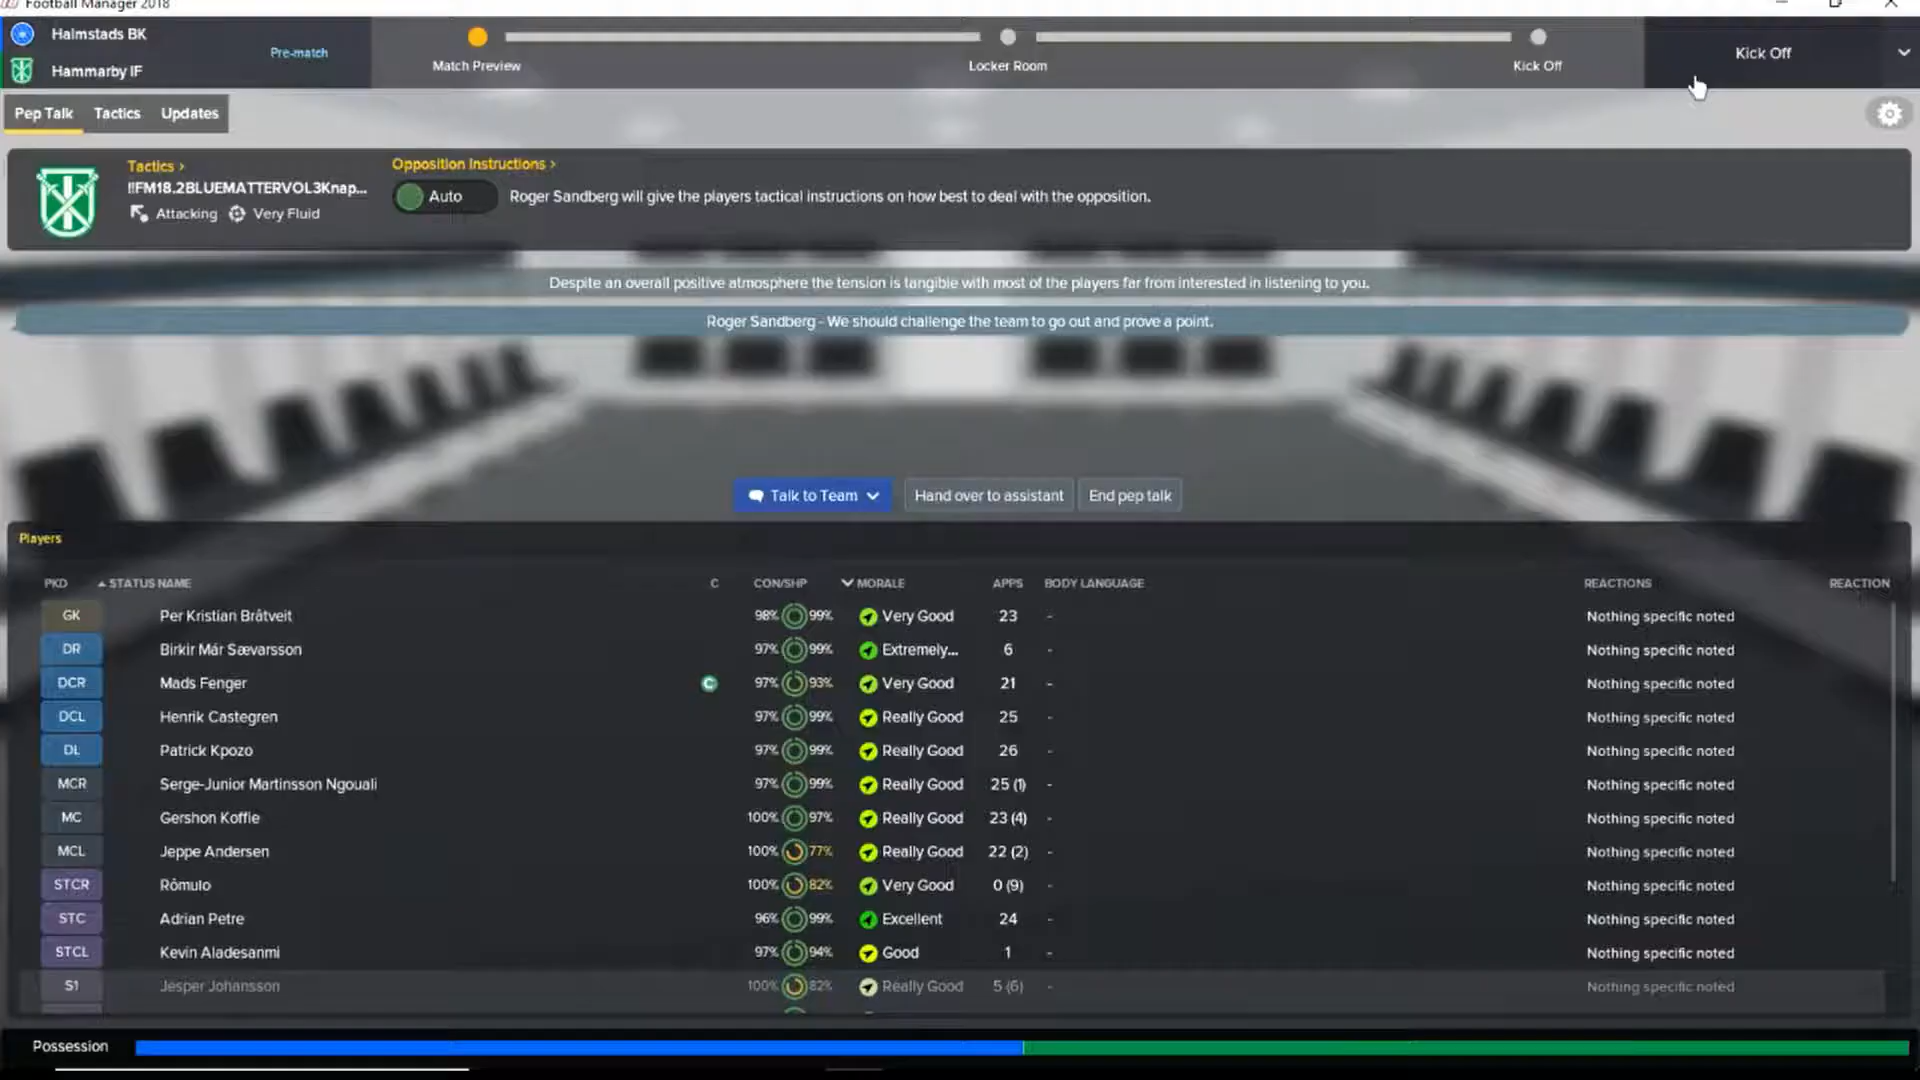 Football Manager 2018
Halmstads BK
Hammarby IF
Pre-match
Match Preview
Locker Room
Kick Off
Kick Off
Pep Talk Tactics Updates
Tactics >
!!FM18.2BLUEMATTERVOL3Knap...
Attacking Very Fluid
Opposition Instructions >
Auto Roger Sandberg will give the players tactical instructions on how best to deal with the opposition.
Despite an overall positive atmosphere the tension is tangible with most of the players far from interested in listening to you.
Roger Sandberg - We should challenge the team to go out and prove a point.
Talk to Team Hand over to assistant End pep talk
Players
PKD STATUS NAME C CON/SHP MORALE APPS BODY LANGUAGE REACTIONS REACTION
GK Per Kristian Bråtveit 98% 99% Very Good 23 - Nothing specific noted
DR Birkir Már Sævarsson 97% 99% Extremely... 6 - Nothing specific noted
DCR Mads Fenger C 97% 93% Very Good 21 - Nothing specific noted
DCL Henrik Castegren 97% 99% Really Good 25 - Nothing specific noted
DL Patrick Kpozo 97% 99% Really Good 26 - Nothing specific noted
MCR Serge-Junior Martinsson Ngouali 97% 99% Really Good 25 (1) - Nothing specific noted
MC Gershon Koffie 100% 97% Really Good 23 (4) - Nothing specific noted
MCL Jeppe Andersen 100% 77% Really Good 22 (2) - Nothing specific noted
STCR Rômulo 100% 82% Very Good 0 (9) - Nothing specific noted
STC Adrian Petre 96% 99% Excellent 24 - Nothing specific noted
STCL Kevin Aladesanmi 97% 94% Good 1 - Nothing specific noted
S1 Jesper Johansson 100% 82% Really Good 5 (6) - Nothing specific noted
Possession